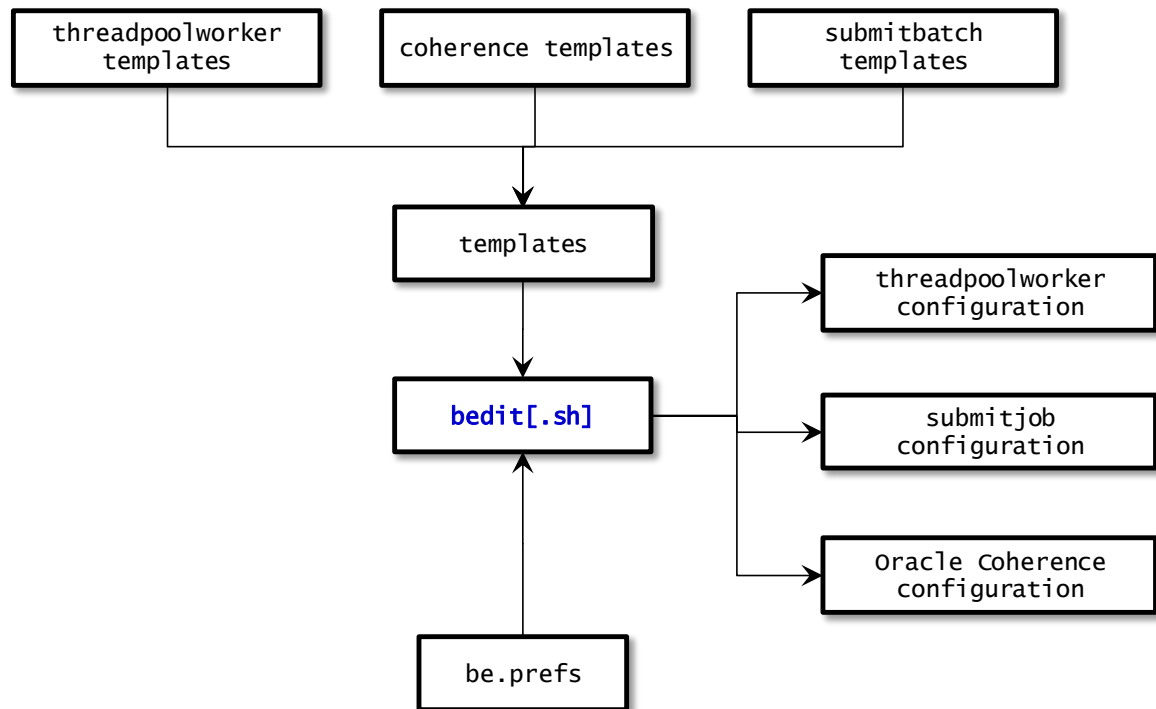 threadpoolworker
templates
coherence templates
submitbatch
templates
templates
threadpoolworker
configuration
bedit[.sh]
submitjob
configuration
Oracle Coherence
configuration
be.prefs